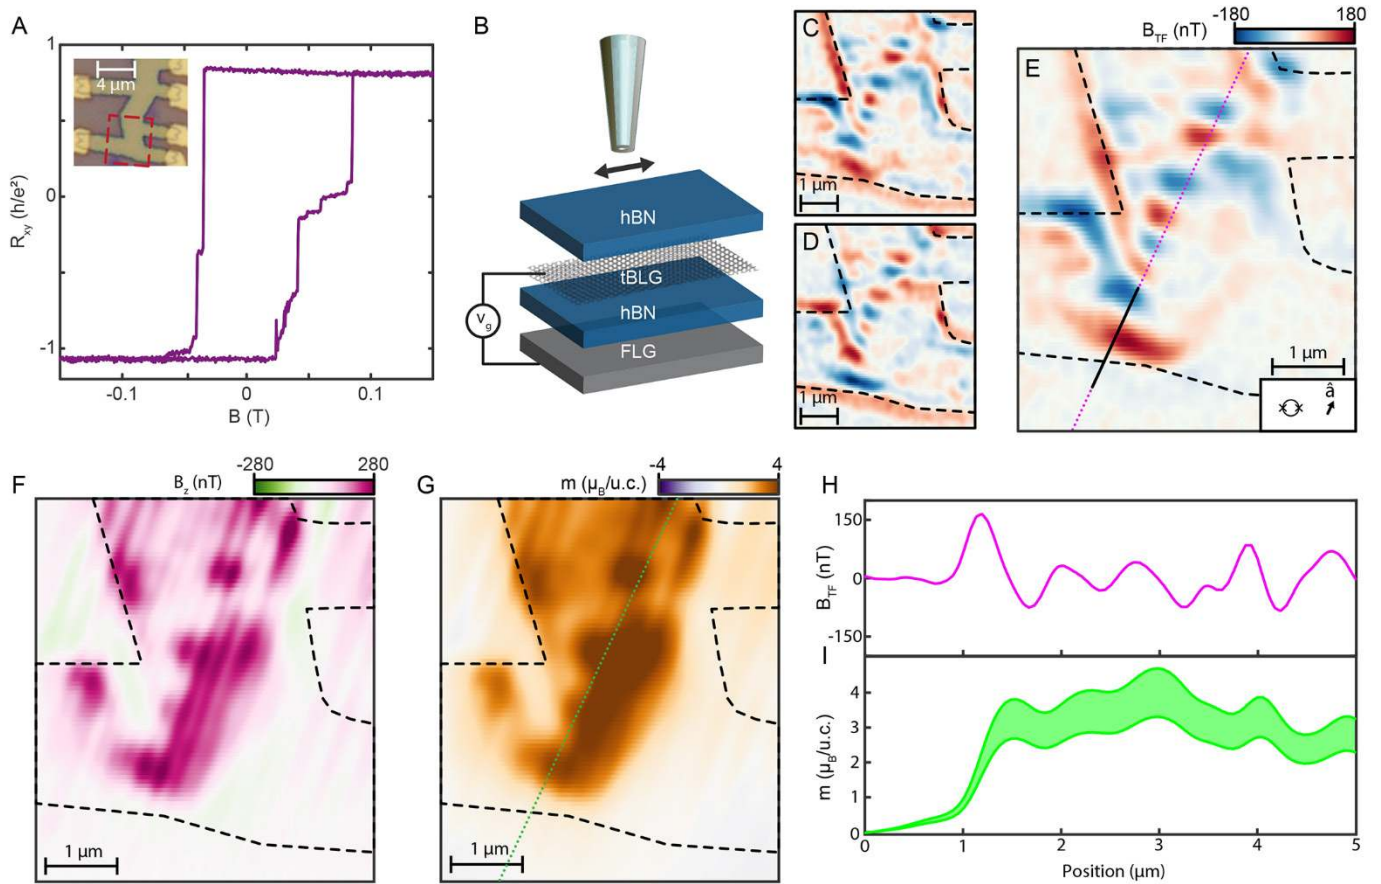 A
1
0
-1
R_xy (h/e²)
4 µm
-0.1
0
0.1
B (T)
B
hBN
tBLG
hBN
FLG
v_g
C
1 µm
D
1 µm
-180
180
B_TF (nT)
E
1 µm
â
F
-280
280
B_z (nT)
1 µm
G
-4
4
m (µ_B/u.c.)
1 µm
H
150
0
-150
B_TF (nT)
I
4
3
2
1
0
m (µ_B/u.c.)
0
1
2
3
4
5
Position (µm)